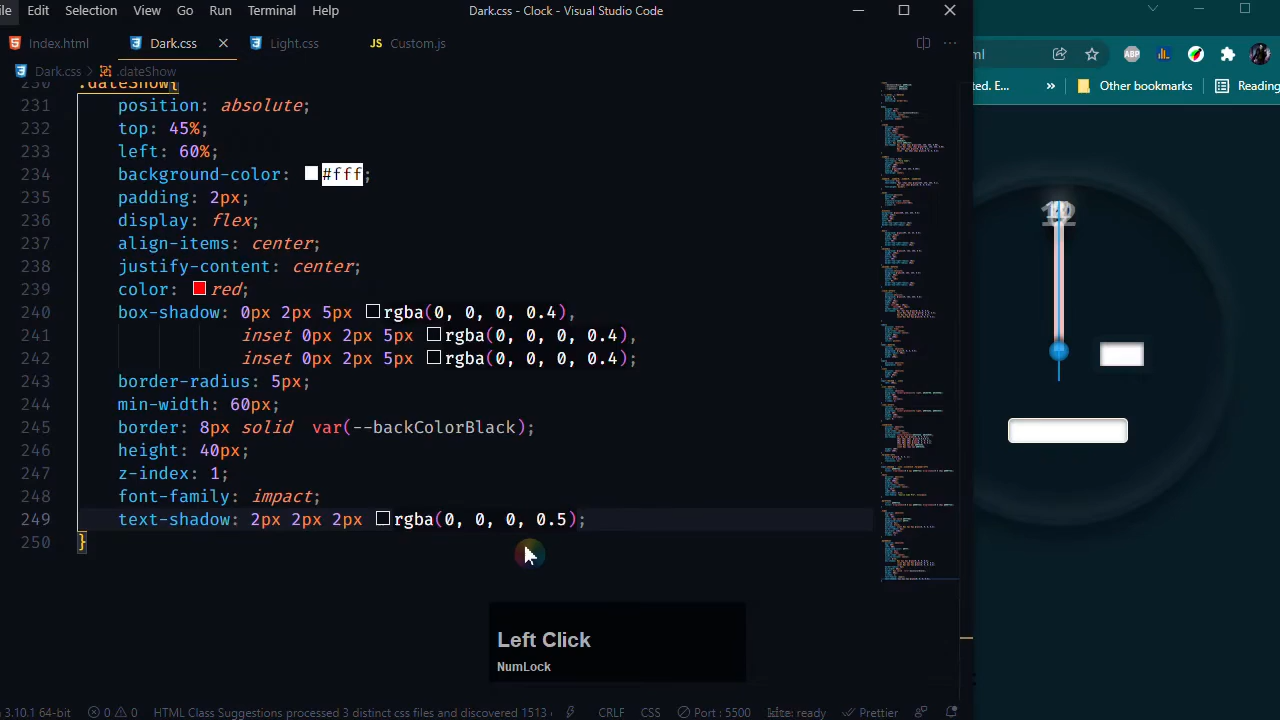 Edit Selection View Go Run Terminal Help
Dark.css - Clock - Visual Studio Code
Index.html
Dark.css
Light.css
JS Custom.js
Dark.css > .dateShow
.dateShow{
231 position: absolute;
232 top: 45%;
233 left: 60%;
234 background-color: #fff;
235 padding: 2px;
236 display: flex;
237 align-items: center;
238 justify-content: center;
239 color: red;
240 box-shadow: 0px 2px 5px rgba(0, 0, 0, 0.4),
241 inset 0px 2px 5px rgba(0, 0, 0, 0.4),
242 inset 0px 2px 5px rgba(0, 0, 0, 0.4);
243 border-radius: 5px;
244 min-width: 60px;
245 border: 8px solid var(--backColorBlack);
246 height: 40px;
247 z-index: 1;
248 font-family: impact;
249 text-shadow: 2px 2px 2px rgba(0, 0, 0, 0.5);
250 }
Left Click
NumLock
3.10.1 64-bit
0 0
HTML Class Suggestions processed 3 distinct css files and discovered 1513
CRLF
CSS
Port : 5500
kite: ready
Prettier
ml
ABP
ted. E...
»
Other bookmarks
Reading